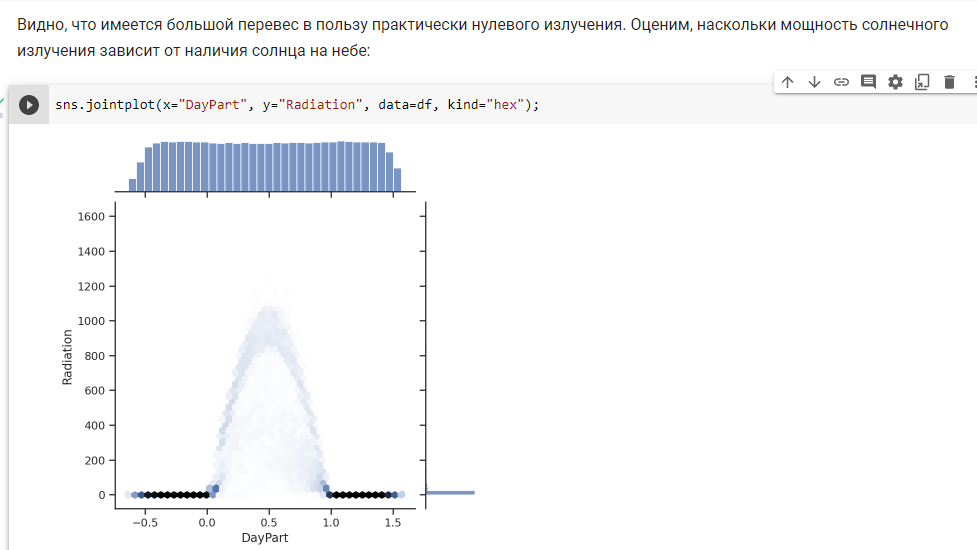 Видно, что имеется большой перевес в пользу практически нулевого излучения. Оценим, насколько мощность солнечного
излучения зависит от наличия солнца на небе:
sns.jointplot(x="DayPart", y="Radiation", data=df, kind="hex");
1600
1400
1200
1000
800
600
400
200
0
Radiation
−0.5 0.0 0.5 1.0 1.5
DayPart